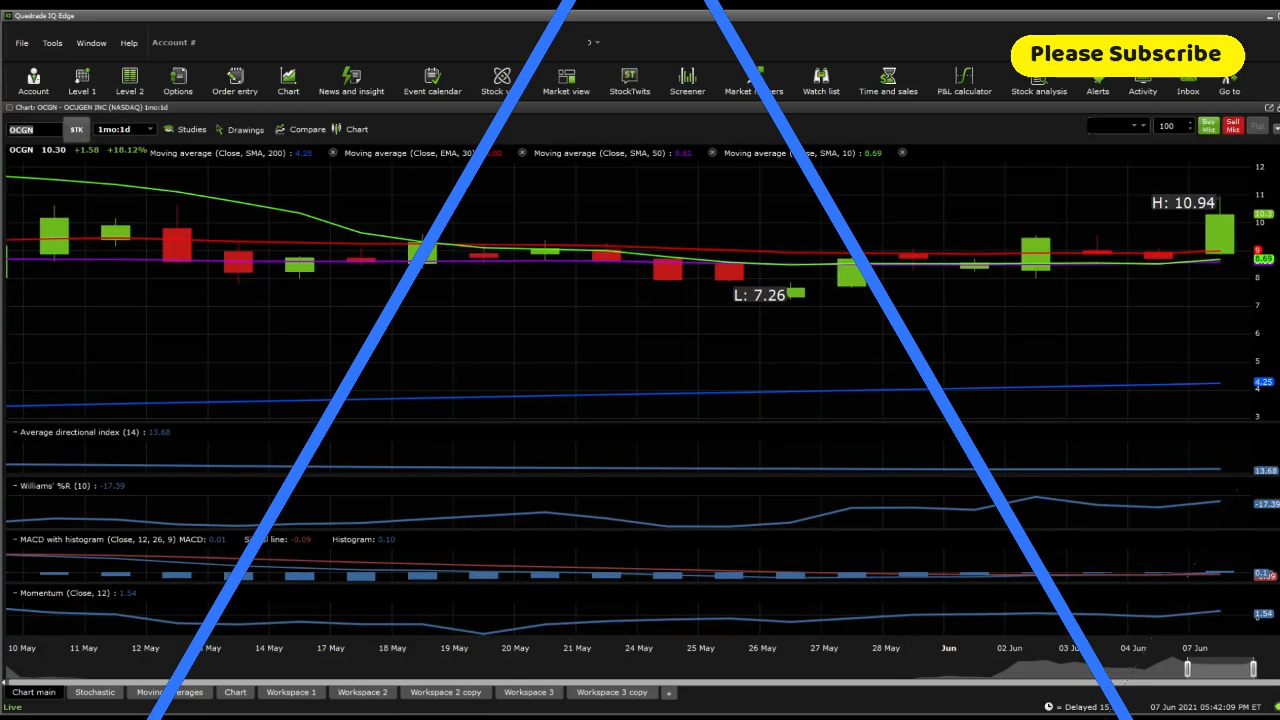 Questrade IQ Edge
File Tools Window Help Account #
Please Subscribe
Account Level 1 Level 2 Options Order entry Chart News and insight Event calendar Market view StockTwits Screener Watch list Time and sales P&L calculator Stock analysis Alerts Activity Inbox Go to
Chart: OCGN - OCUGEN INC (NASDAQ) 1mo:1d
OCGN STK 1mo:1d Studies Drawings Compare Chart 100 Buy Mkt Sell Mkt Flat
OCGN 10.30 +1.58 +18.12% Moving average (Close, SMA, 200) : 4.25 Moving average (Close, EMA, 30) Moving average (Close, SMA, 50) : 8.61 Moving average (Close, SMA, 10) : 8.69
12
11
H: 10.94
10.3
10
9
8.69
8
L: 7.26
7
6
5
4.25
4
3
Average directional index (14) : 13.68
13.68
Williams' %R (10) : -17.39
-17.39
MACD with histogram (Close, 12, 26, 9) MACD: 0.01 line: -0.09 Histogram: 0.10
Momentum (Close, 12) : 1.54
1.54
10 May 11 May 12 May 14 May 17 May 18 May 19 May 20 May 21 May 24 May 25 May 26 May 27 May 28 May Jun 02 Jun 04 Jun 07 Jun
Chart main Stochastic Chart Workspace 1 Workspace 2 Workspace 2 copy Workspace 3 Workspace 3 copy +
Live = Delayed 15 07 Jun 2021 05:42:09 PM ET